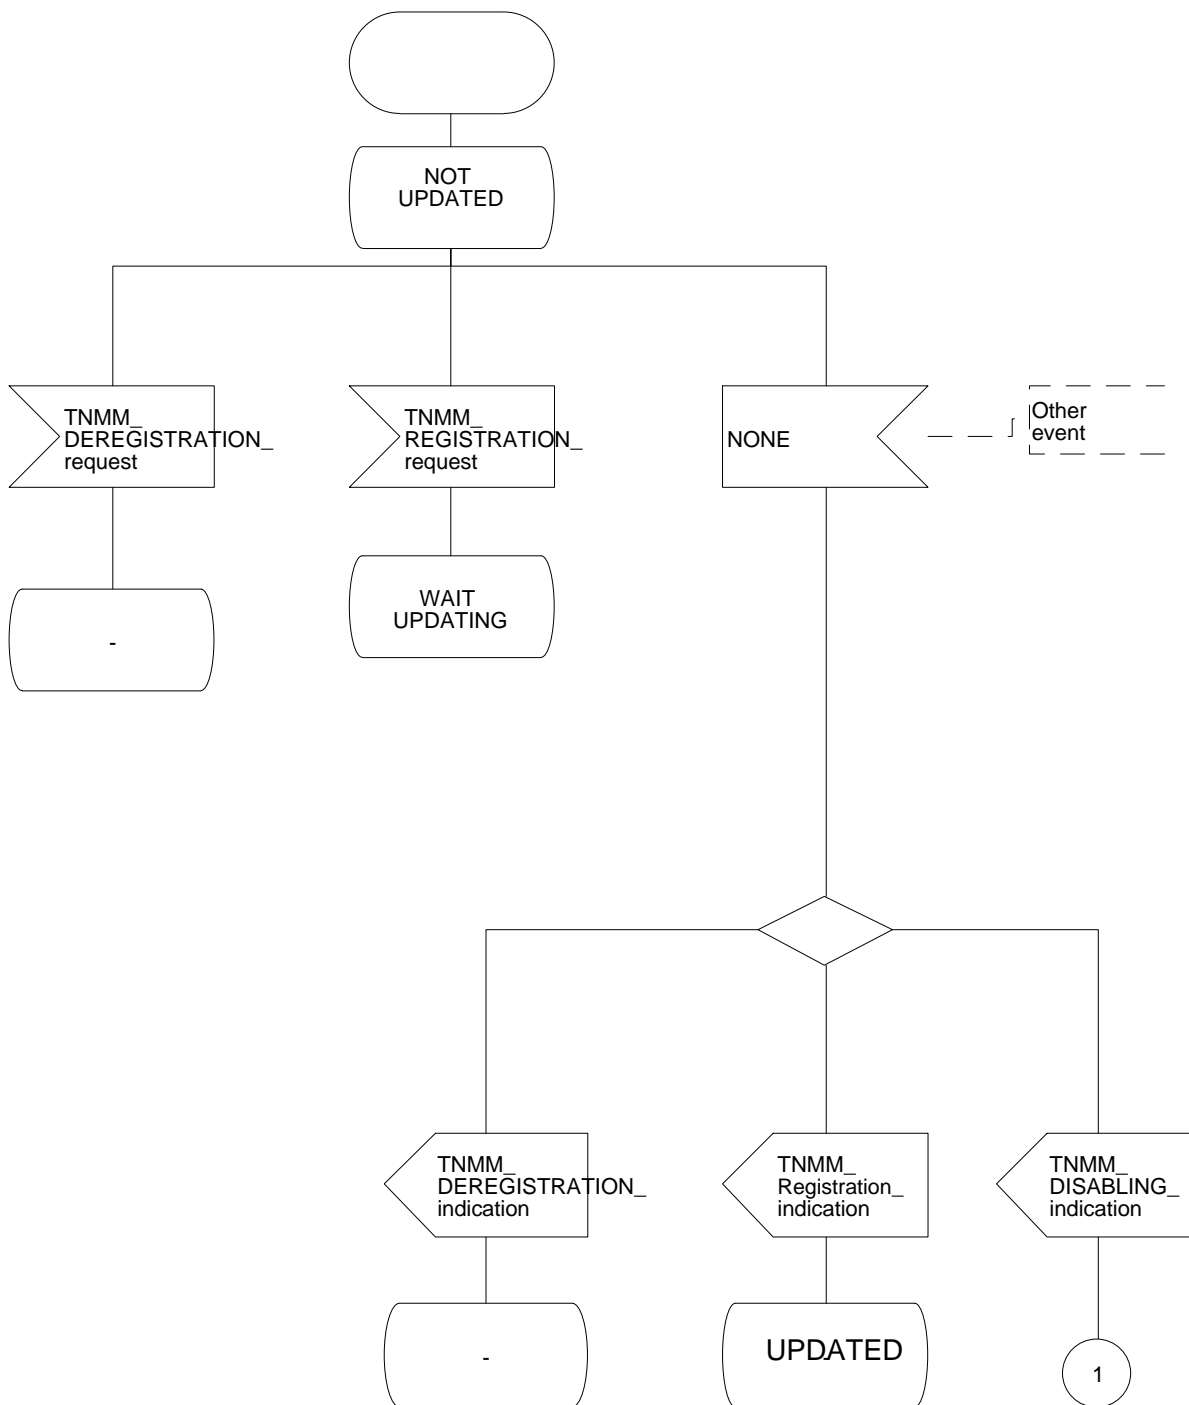 NOT
UPDATED
TNMM_
DEREGISTRATION_
request
TNMM_
REGISTRATION_
request
NONE
Other
event
-
WAIT
UPDATING
TNMM_
DEREGISTRATION_
indication
TNMM_
Registration_
indication
TNMM_
DISABLING_
indication
-
UPDATED
1